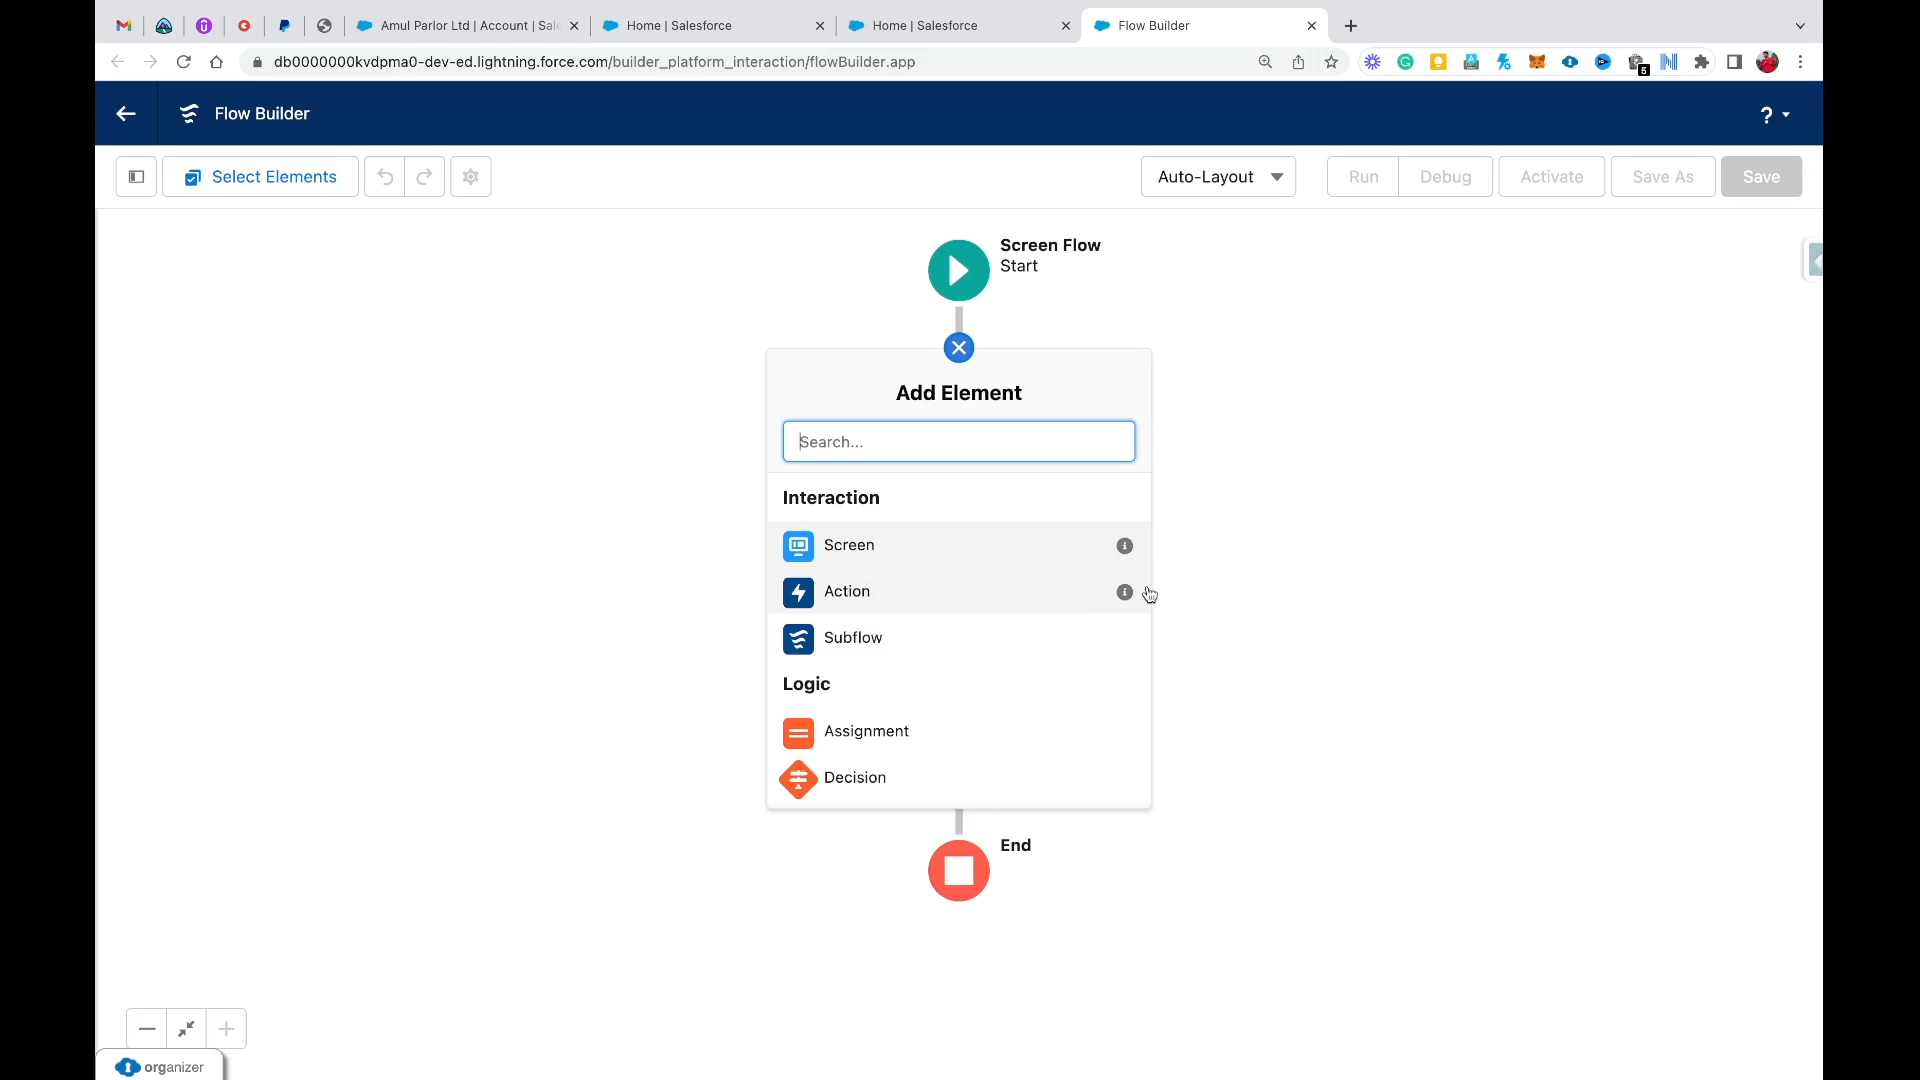 Amul Parlor Ltd | Account | Sale
Home | Salesforce
Home | Salesforce
Flow Builder
db0000000kvdpma0-dev-ed.lightning.force.com/builder_platform_interaction/flowBuilder.app
5
Flow Builder
?
Select Elements
Auto-Layout
Run
Debug
Activate
Save As
Save
Screen Flow
Start
Add Element
Search...
Interaction
Screen
Action
Subflow
Logic
Assignment
Decision
End
organizer